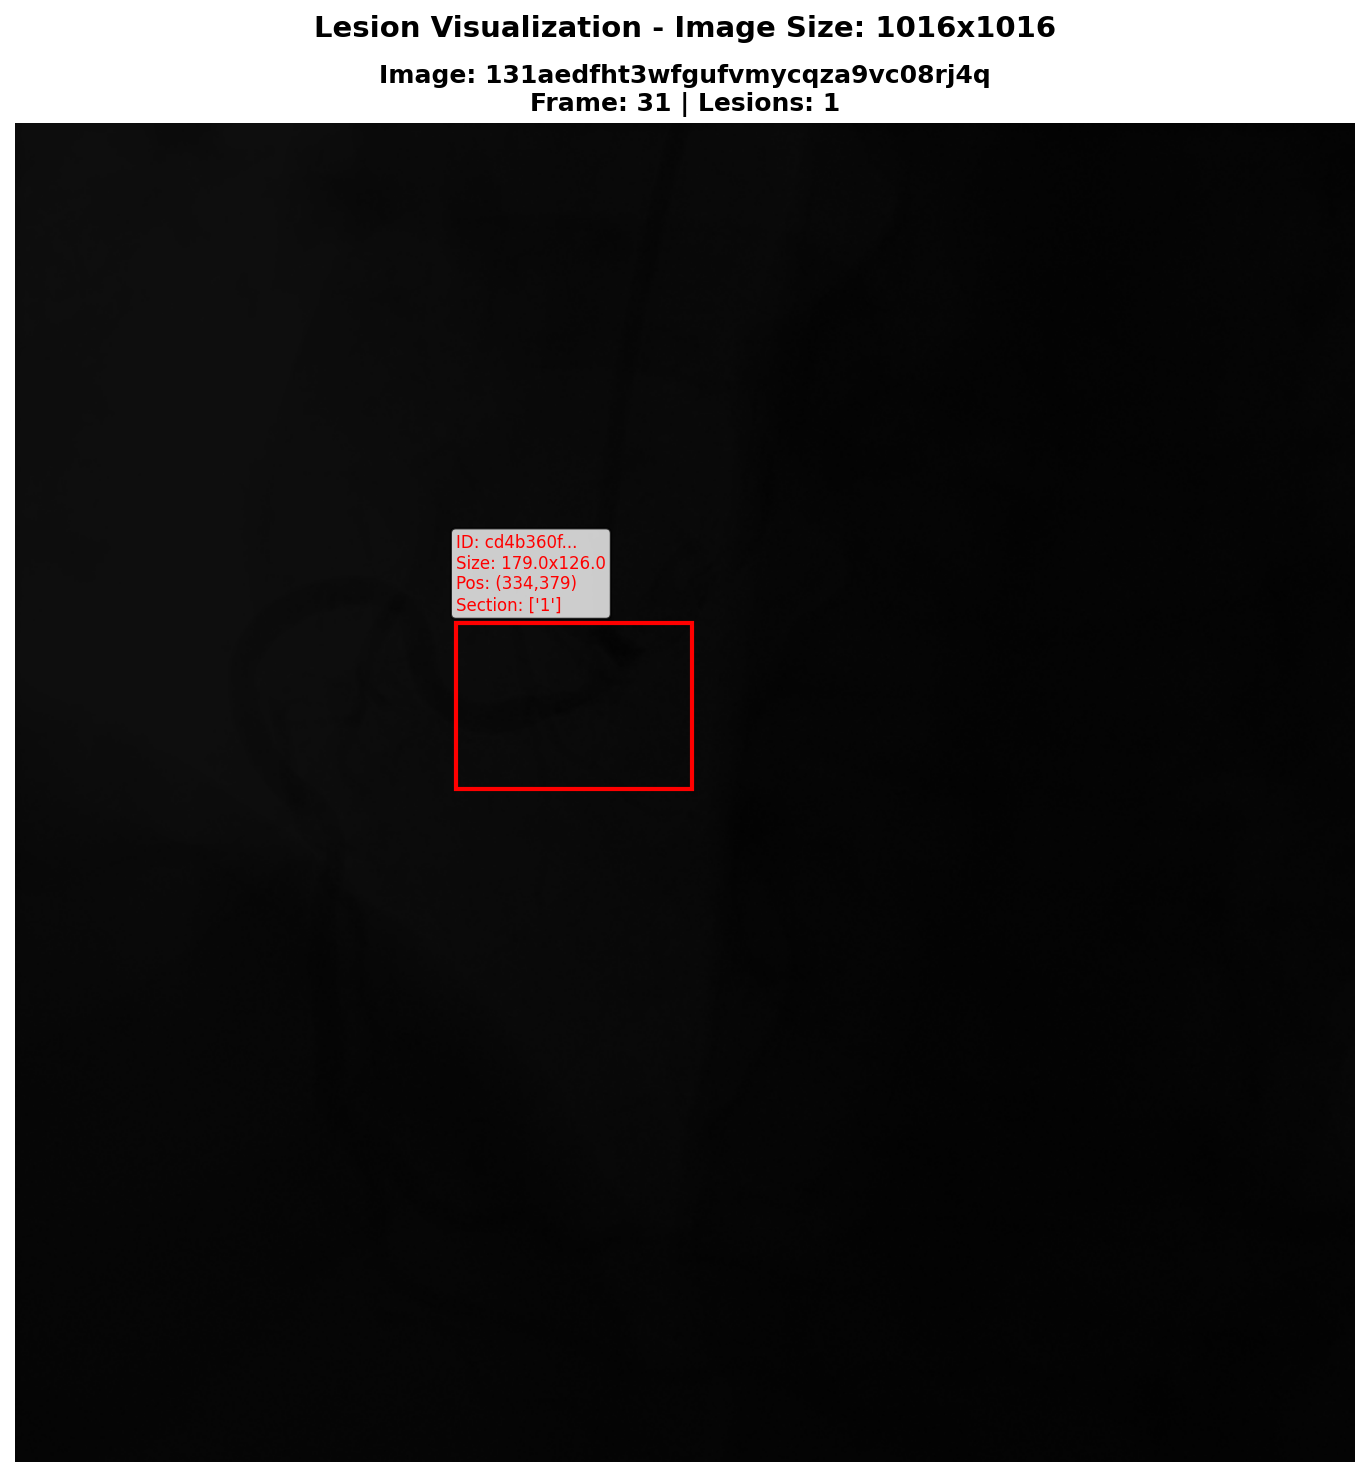 Lesion Visualization - Image Size: 1016x1016
Image: 131aedfht3wfgufvmycqza9vc08rj4q
Frame: 31 | Lesions: 1
ID: cd4b360f...
Size: 179.0x126.0
Pos: (334,379)
Section: ['1']